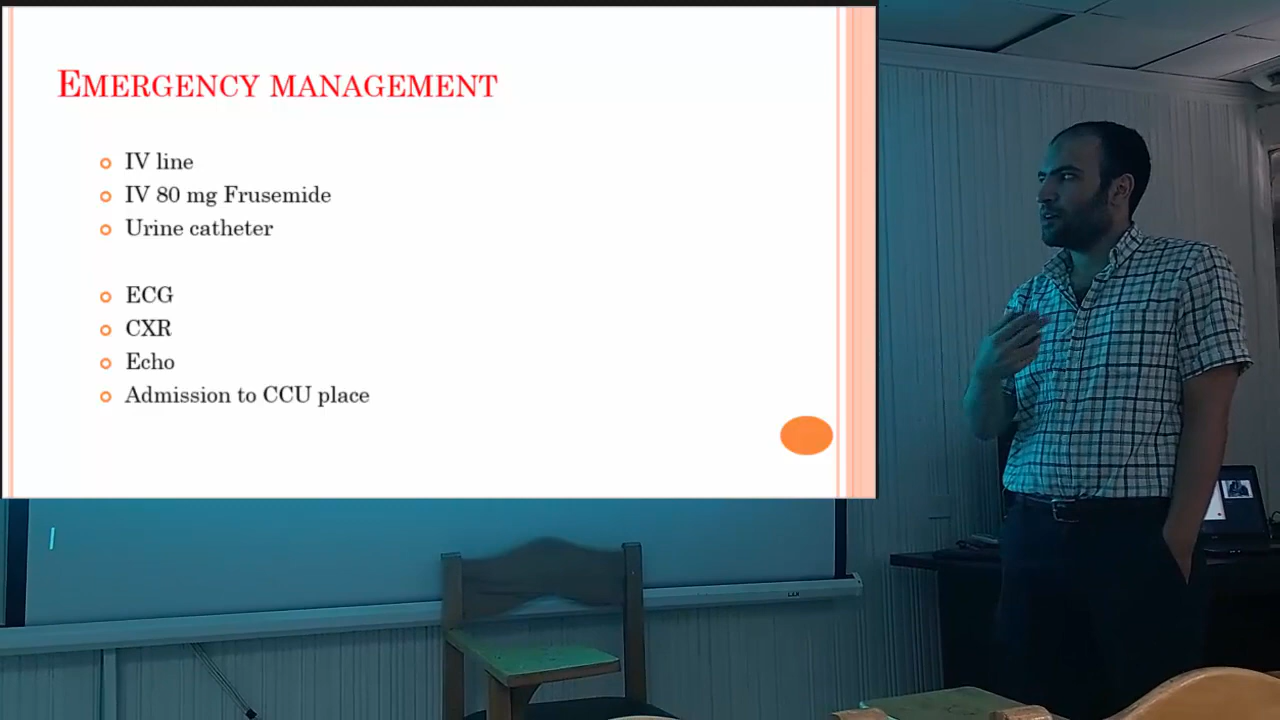 EMERGENCY MANAGEMENT
IV line
IV 80 mg Frusemide
Urine catheter
ECG
CXR
Echo
Admission to CCU place